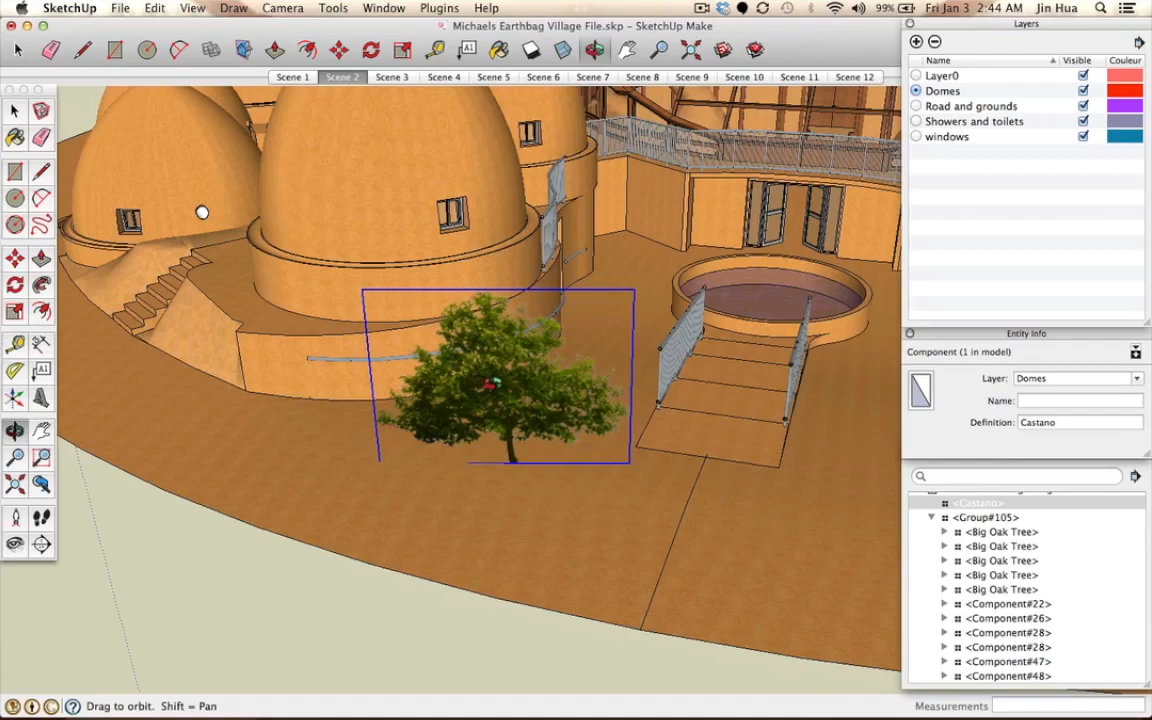 SketchUp File Edit View Draw Camera Tools Window Plugins Help 99% Fri Jan 3 2:44 AM Jin Hua
Michaels Earthbag Village File.skp – SketchUp Make
Layers
Scene 1 Scene 2 Scene 3 Scene 4 Scene 5 Scene 6 Scene 7 Scene 8 Scene 9 Scene 10 Scene 11 Scene 12
Name Visible Couleur
Layer0
Domes
Road and grounds
Showers and toilets
windows
Entity Info
Component (1 in model)
Layer: Domes
Name:
Definition: Castano
<Castano>
<Group#105>
<Big Oak Tree>
<Big Oak Tree>
<Big Oak Tree>
<Big Oak Tree>
<Big Oak Tree>
<Component#22>
<Component#26>
<Component#28>
<Component#28>
<Component#47>
<Component#48>
Drag to orbit. Shift = Pan
Measurements